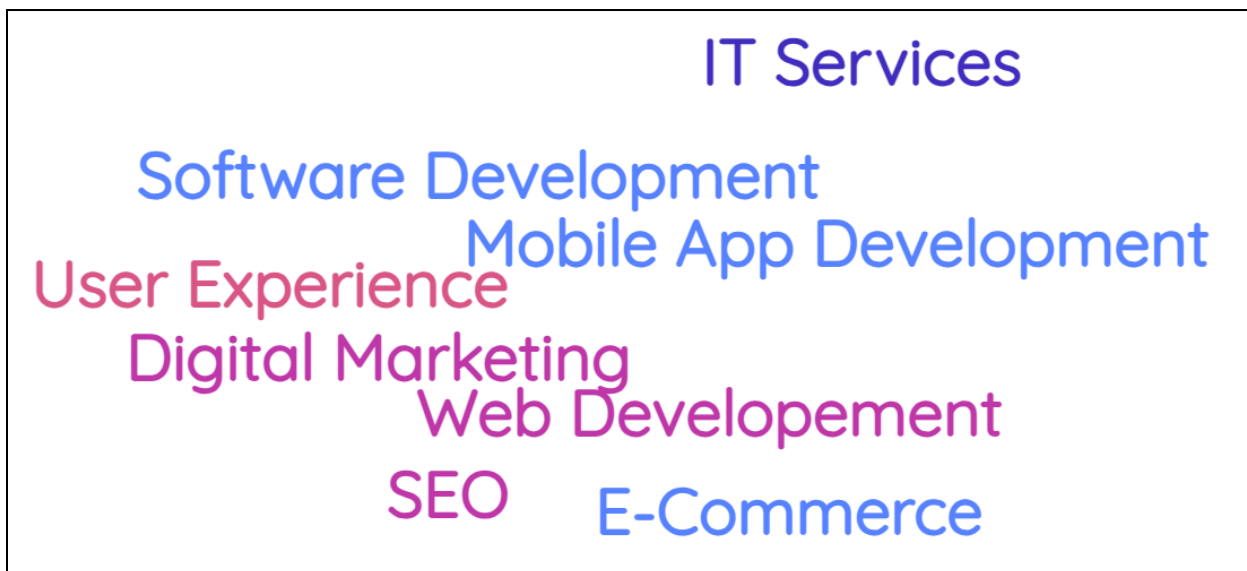 IT Services
Software Development
Mobile App Development
User Experience
Digital Marketing
Web Developement
SEO
E-Commerce